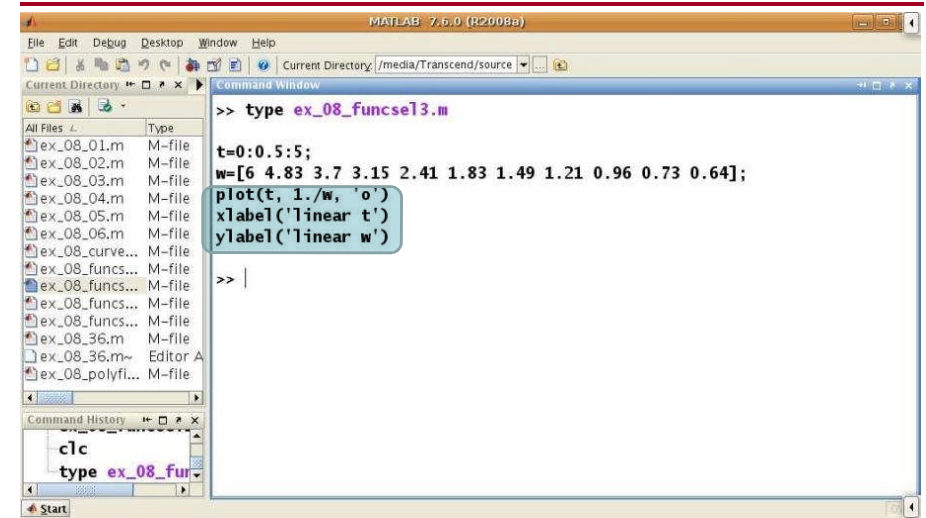 MATLAB 7.6.0 (R2008a)
File Edit Debug Desktop Window Help
Current Directory: /media/Transcend/source
Current Directory
Command Window
All Files Type
ex_08_01.m M-file
ex_08_02.m M-file
ex_08_03.m M-file
ex_08_04.m M-file
ex_08_05.m M-file
ex_08_06.m M-file
ex_08_curve... M-file
ex_08_funcs... M-file
ex_08_funcs... M-file
ex_08_funcs... M-file
ex_08_funcs... M-file
ex_08_36.m M-file
ex_08_36.m~ Editor A
ex_08_polyfi... M-file
>> type ex_08_funcsel3.m
t=0:0.5:5;
w=[6 4.83 3.7 3.15 2.41 1.83 1.49 1.21 0.96 0.73 0.64];
plot(t, 1./w, 'o')
xlabel('linear t')
ylabel('linear w')
>>
Command History
clc
type ex_08_fun
Start